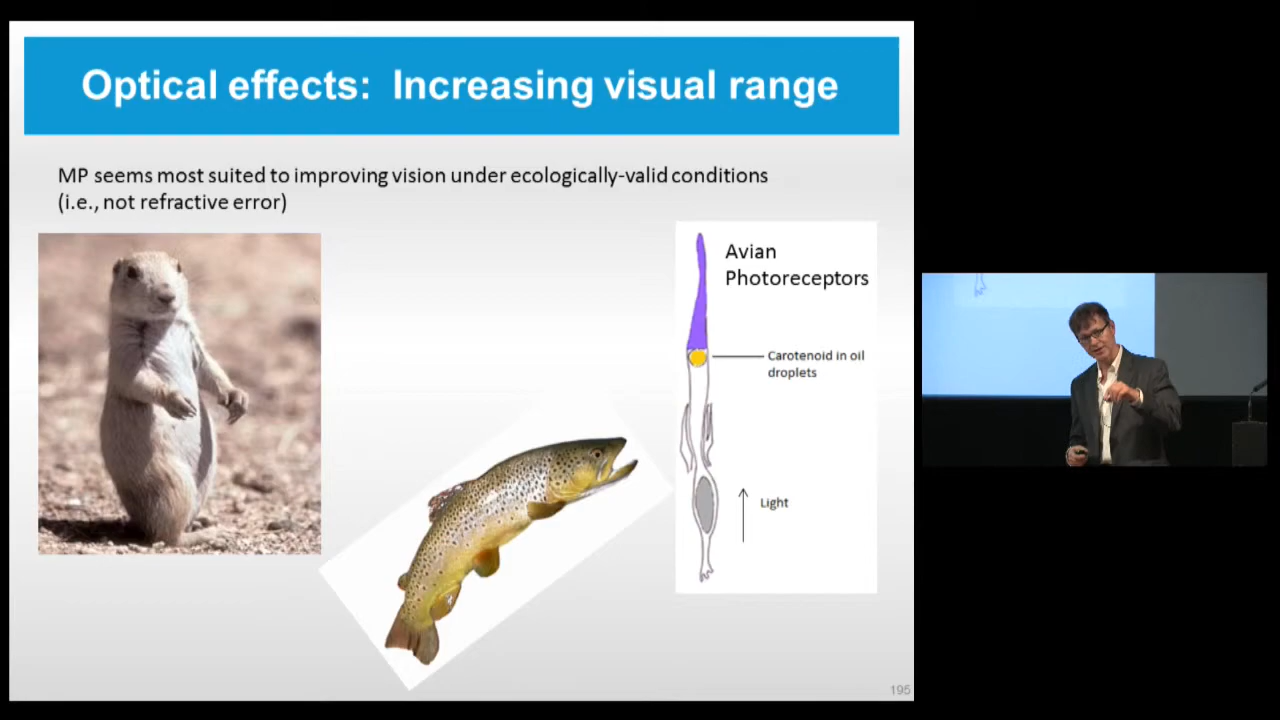 Optical effects:  Increasing visual range
MP seems most suited to improving vision under ecologically-valid conditions
(i.e., not refractive error)
Avian
Photoreceptors
Carotenoid in oil
droplets
Light
195